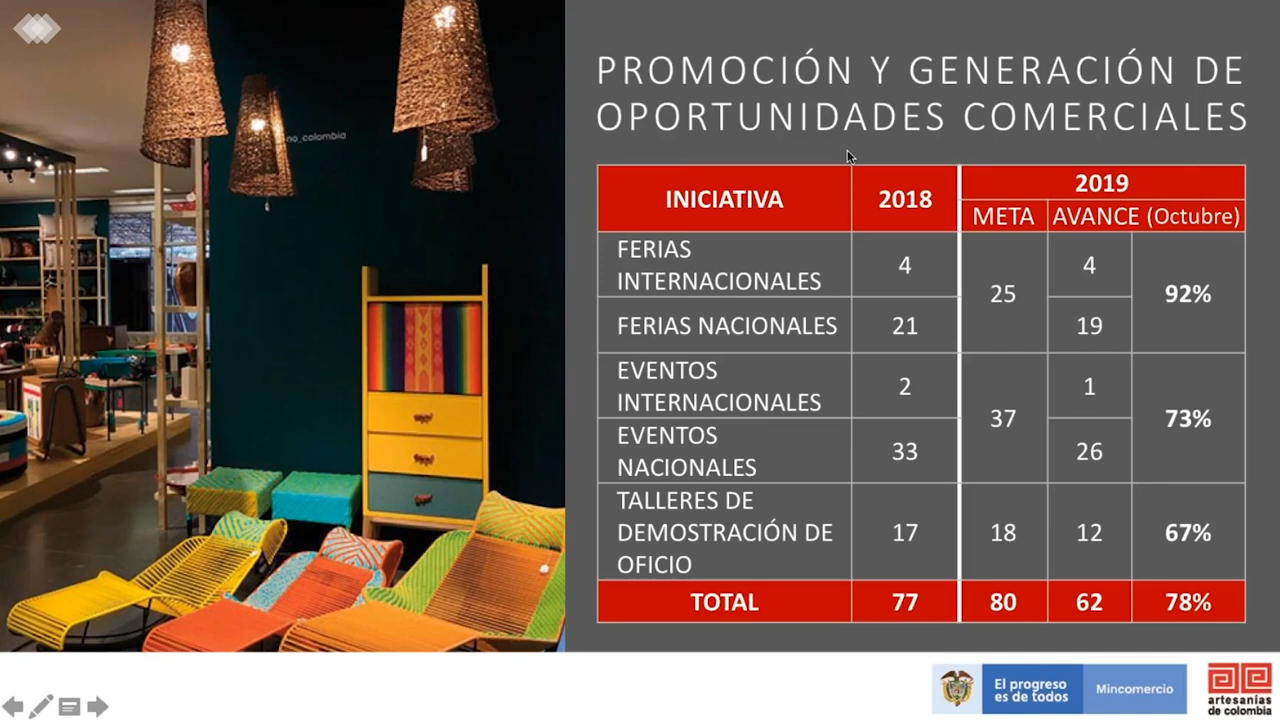 no_colombia
PROMOCIÓN Y GENERACIÓN DE
OPORTUNIDADES COMERCIALES
INICIATIVA 2018 2019
META AVANCE (Octubre)
FERIAS
INTERNACIONALES 4 25 4 92%
FERIAS NACIONALES 21 19
EVENTOS
INTERNACIONALES 2 37 1 73%
EVENTOS
NACIONALES 33 26
TALLERES DE
DEMOSTRACIÓN DE
OFICIO 17 18 12 67%
TOTAL 77 80 62 78%
El progreso
es de todos
Mincomercio
artesanías
de colombia